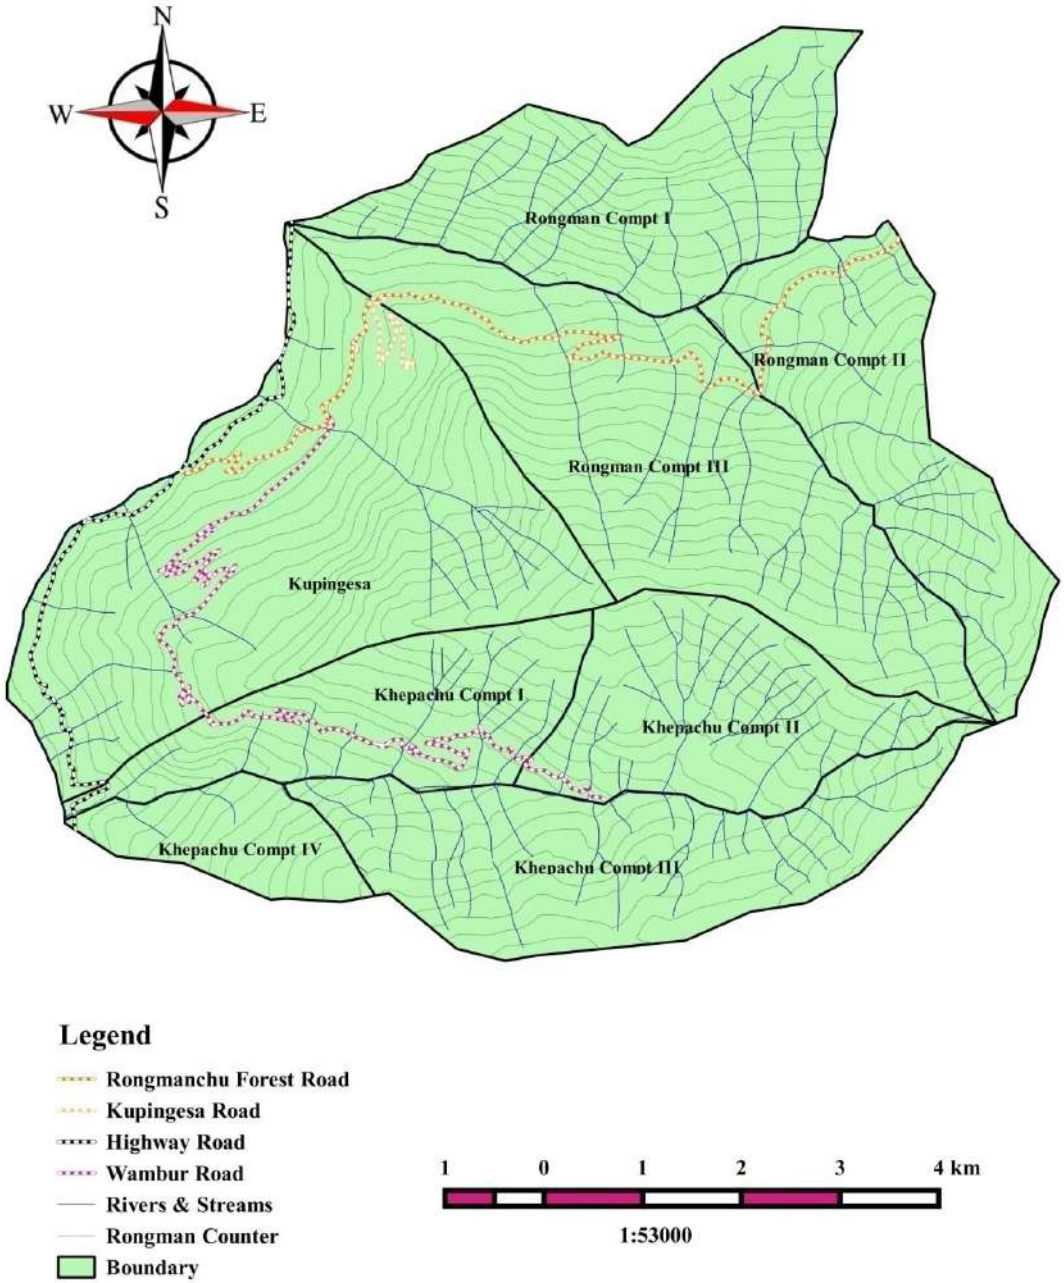 N
W E
S
Rongman Compt I
Rongman Compt II
Rongman Compt III
Kupingesa
Khepachu Compt I
Khepachu Compt II
Khepachu Compt IV
Khepachu Compt III
Legend
Rongmanchu Forest Road
Kupingesa Road
Highway Road
Wambur Road
Rivers & Streams
Rongman Counter
Boundary
1 0 1 2 3 4 km
1:53000